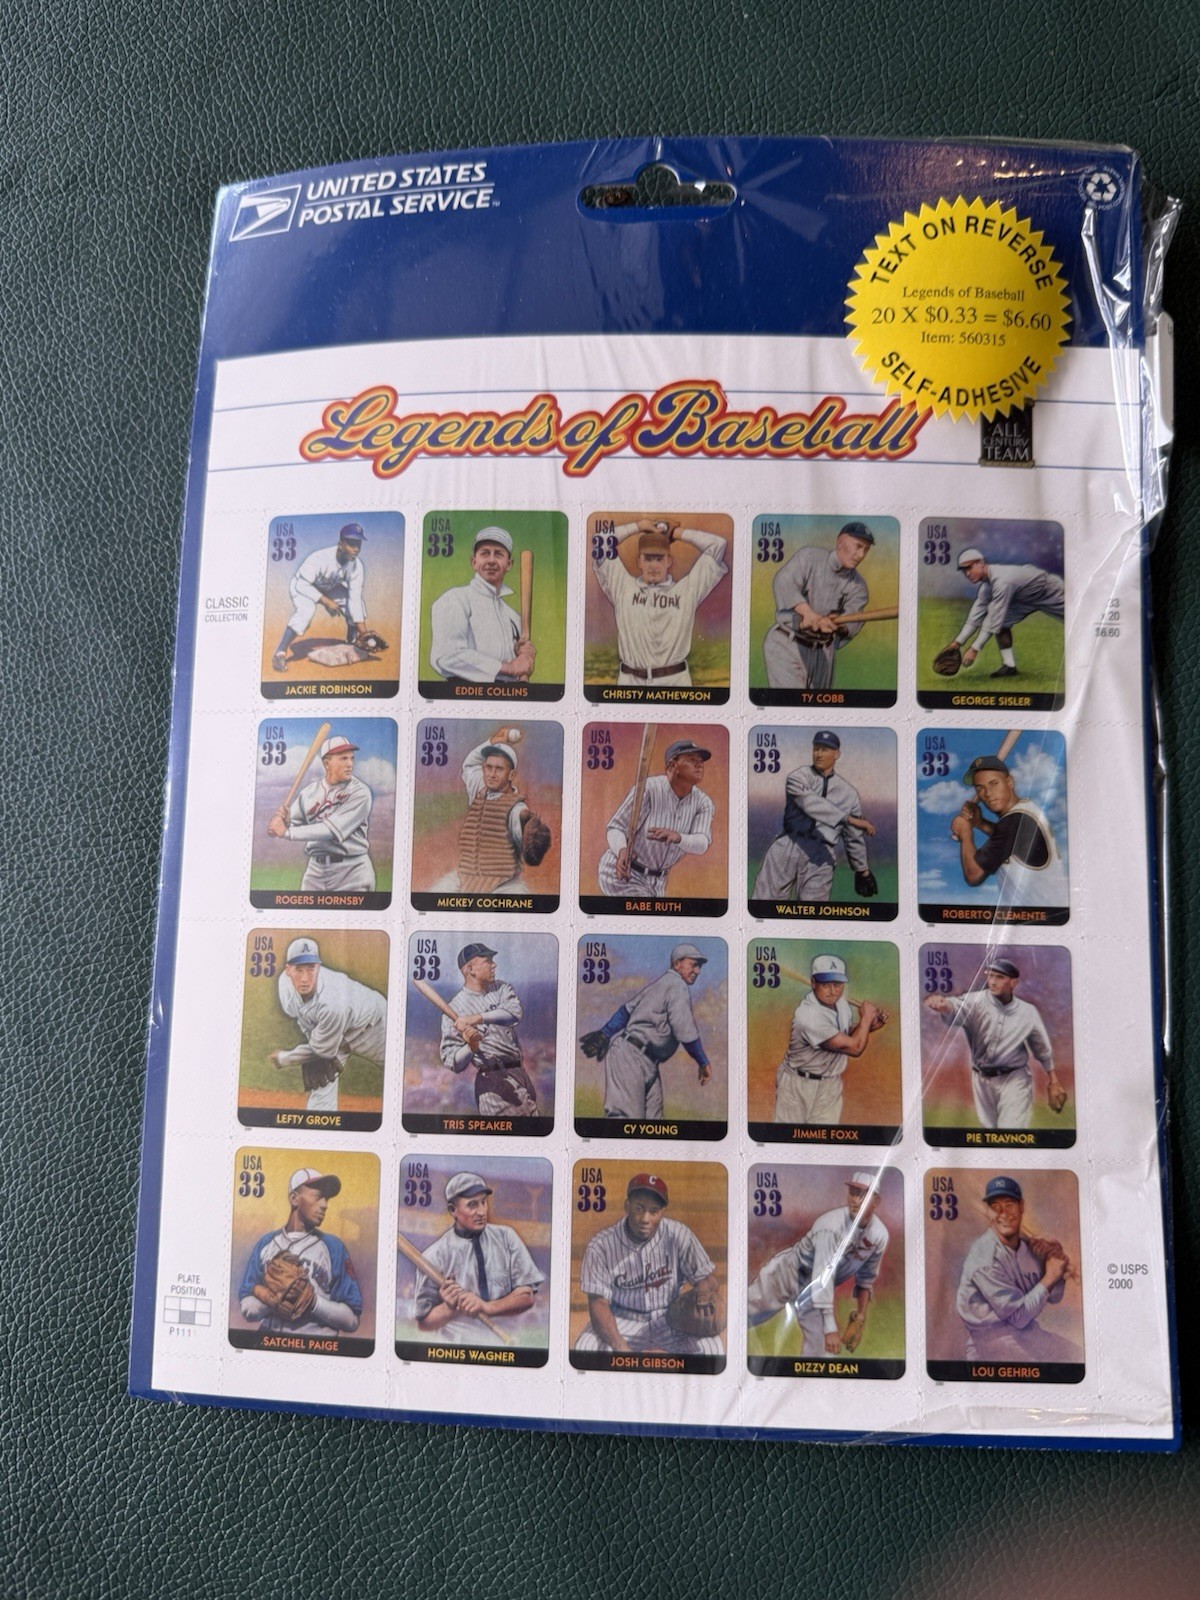 UNITED STATES
POSTAL SERVICE™
TEXT ON REVERSE
Legends of Baseball
20 X $0.33 = $6.60
Item: 560315
SELF-ADHESIVE
Legends of Baseball
ALL
CENTURY
TEAM
CLASSIC
COLLECTION
USA
33
JACKIE ROBINSON
USA
33
EDDIE COLLINS
USA
33
NEW YORK
CHRISTY MATHEWSON
USA
33
TY COBB
USA
33
GEORGE SISLER
$6.60
USA
33
ROGERS HORNSBY
USA
33
MICKEY COCHRANE
USA
33
BABE RUTH
USA
33
WALTER JOHNSON
USA
33
ROBERTO CLEMENTE
USA
33
A
LEFTY GROVE
USA
33
TRIS SPEAKER
USA
33
CY YOUNG
USA
33
A
JIMMIE FOXX
USA
33
PIE TRAYNOR
USA
33
SATCHEL PAIGE
USA
33
HONUS WAGNER
USA
33
C
Crawfords
JOSH GIBSON
USA
33
DIZZY DEAN
USA
33
LOU GEHRIG
PLATE
POSITION
P111
© USPS
2000